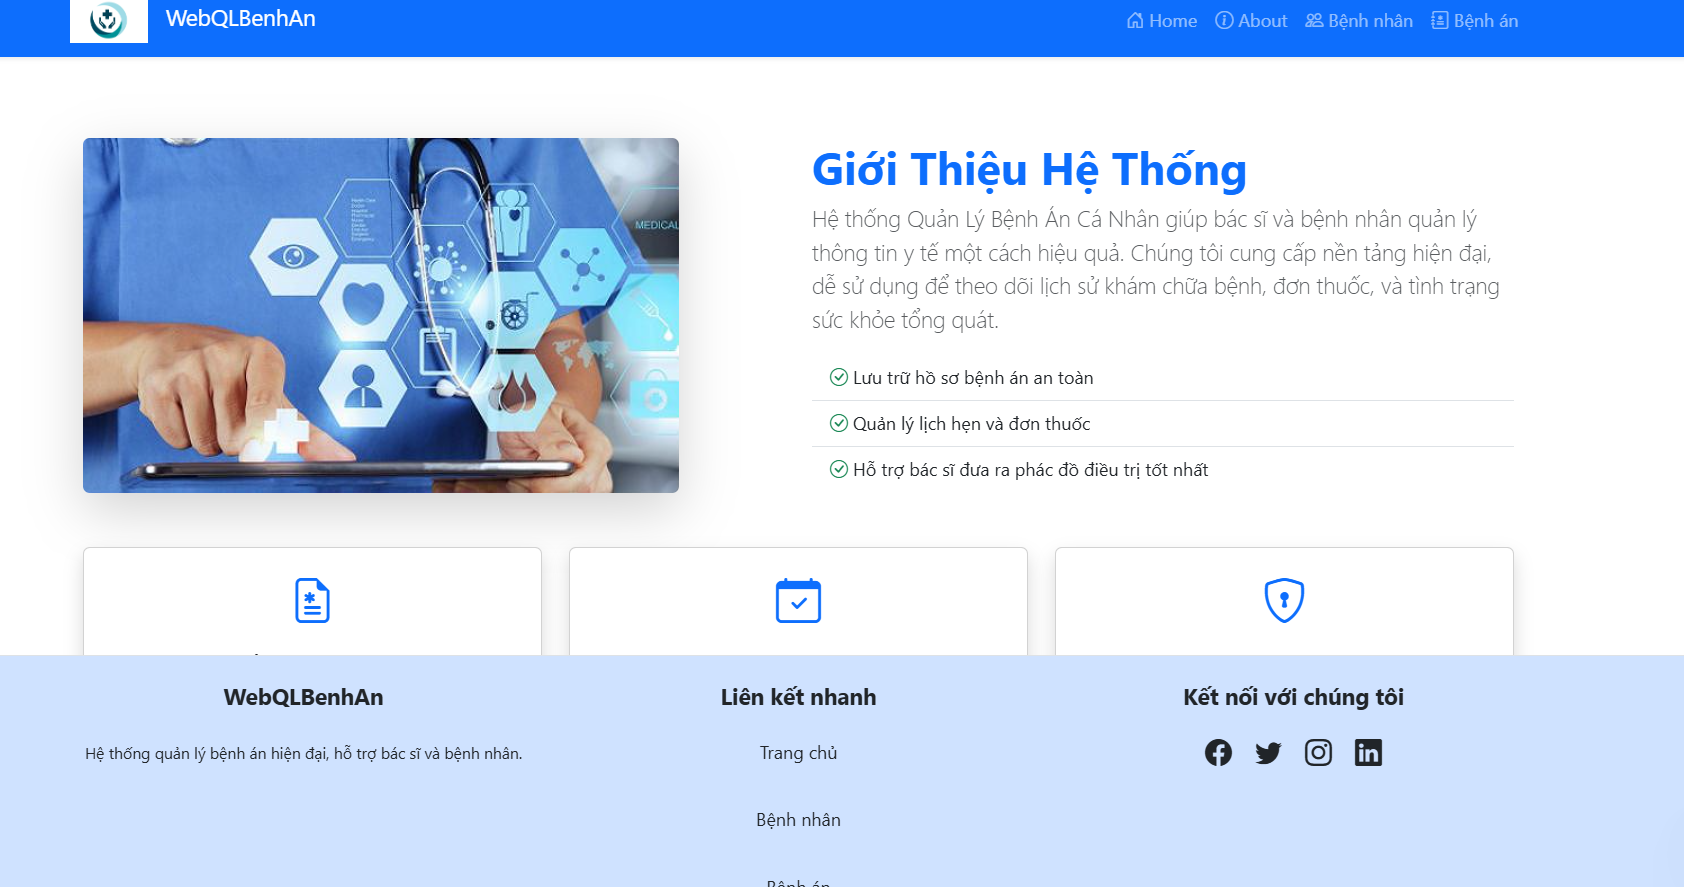 WebQLBenhAn
Home
About
Bệnh nhân
Bệnh án
MEDICAL
Giới Thiệu Hệ Thống
Hệ thống Quản Lý Bệnh Án Cá Nhân giúp bác sĩ và bệnh nhân quản lý
thông tin y tế một cách hiệu quả. Chúng tôi cung cấp nền tảng hiện đại,
dễ sử dụng để theo dõi lịch sử khám chữa bệnh, đơn thuốc, và tình trạng
sức khỏe tổng quát.
Lưu trữ hồ sơ bệnh án an toàn
Quản lý lịch hẹn và đơn thuốc
Hỗ trợ bác sĩ đưa ra phác đồ điều trị tốt nhất
WebQLBenhAn
Hệ thống quản lý bệnh án hiện đại, hỗ trợ bác sĩ và bệnh nhân.
Liên kết nhanh
Trang chủ
Bệnh nhân
Bệnh án
Kết nối với chúng tôi